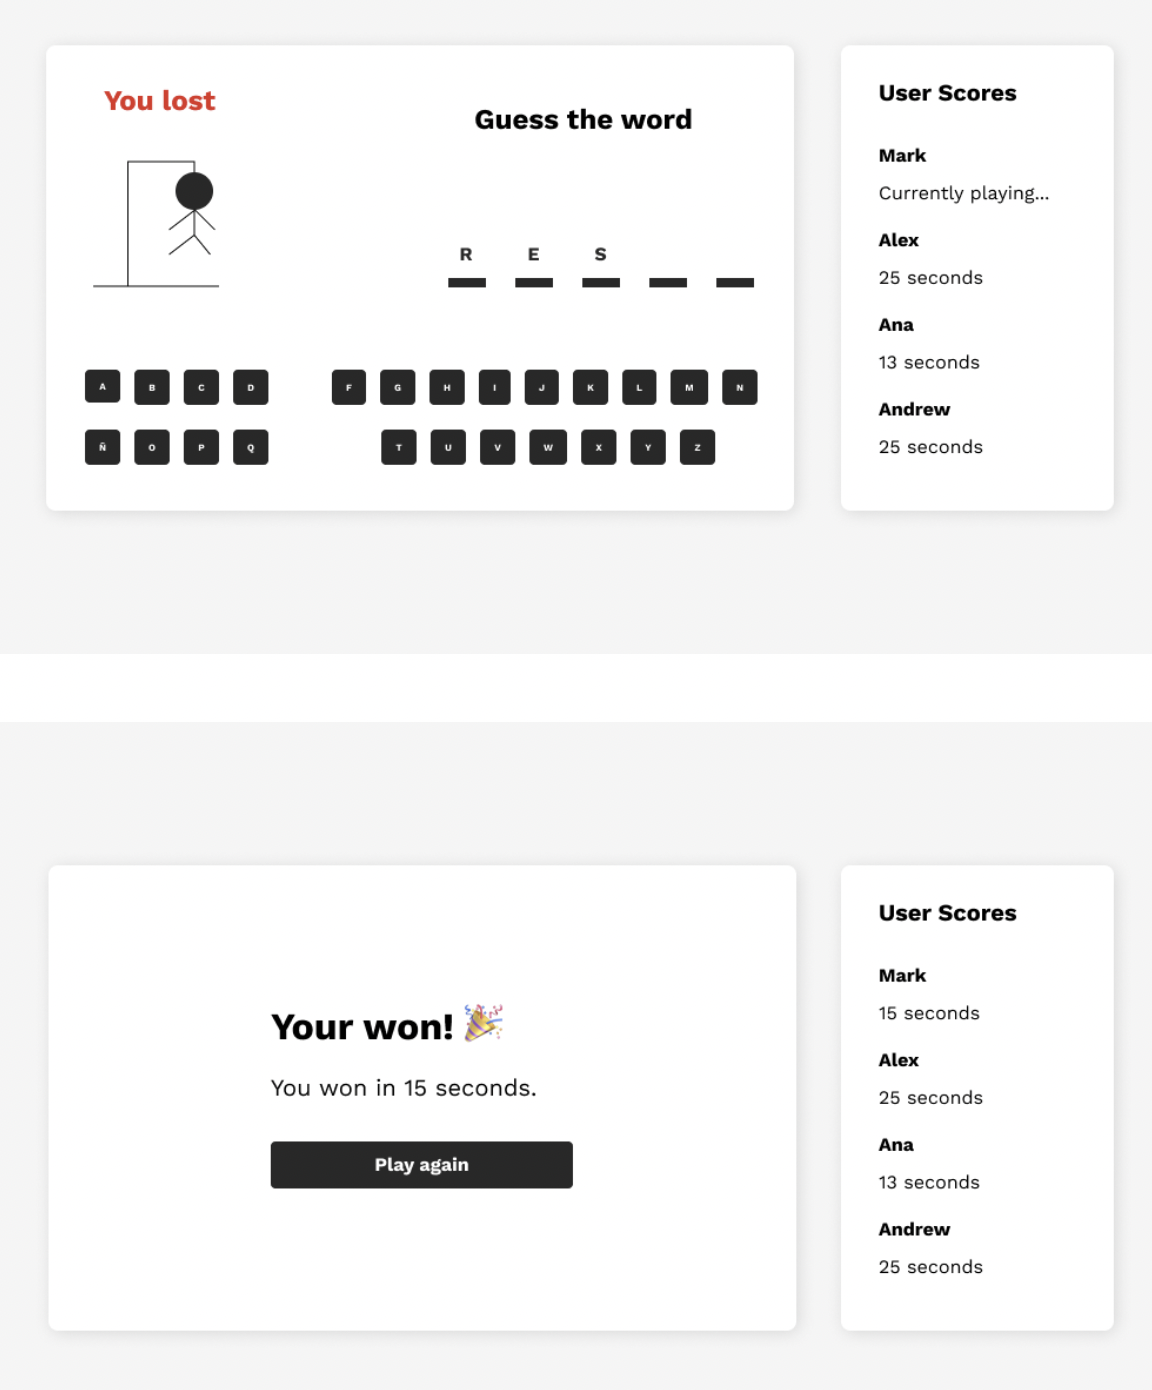 You lost
Guess the word
R E S
A B C D F G H I J K L M N
Ñ O P Q T U V W X Y Z
User Scores
Mark
Currently playing...
Alex
25 seconds
Ana
13 seconds
Andrew
25 seconds
Your won! 🎉
You won in 15 seconds.
Play again
User Scores
Mark
15 seconds
Alex
25 seconds
Ana
13 seconds
Andrew
25 seconds